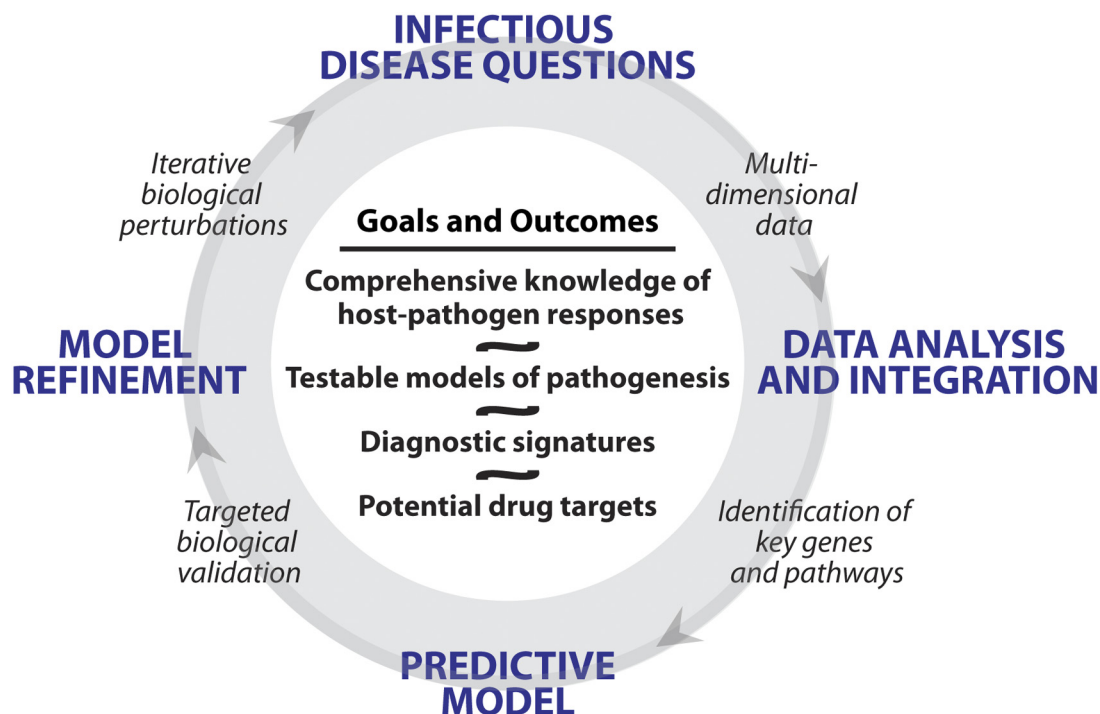 INFECTIOUS
DISEASE QUESTIONS
Iterative
biological
perturbations
Multi-
dimensional
data
Goals and Outcomes
Comprehensive knowledge of
host-pathogen responses
Testable models of pathogenesis
Diagnostic signatures
Potential drug targets
MODEL
REFINEMENT
DATA ANALYSIS
AND INTEGRATION
Targeted
biological
validation
Identification of
key genes
and pathways
PREDICTIVE
MODEL